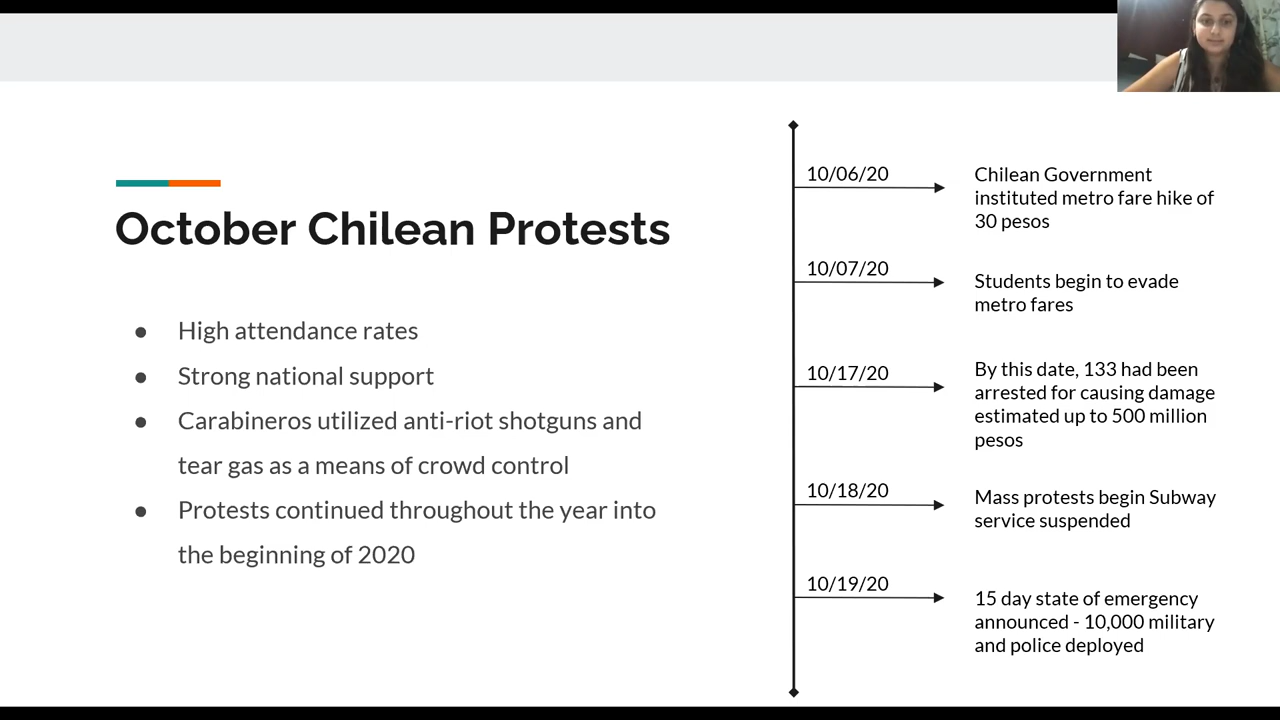 October Chilean Protests
● High attendance rates
● Strong national support
● Carabineros utilized anti-riot shotguns and
tear gas as a means of crowd control
● Protests continued throughout the year into
the beginning of 2020
10/06/20
Chilean Government
instituted metro fare hike of
30 pesos
10/07/20
Students begin to evade
metro fares
10/17/20
By this date, 133 had been
arrested for causing damage
estimated up to 500 million
pesos
10/18/20
Mass protests begin Subway
service suspended
10/19/20
15 day state of emergency
announced - 10,000 military
and police deployed